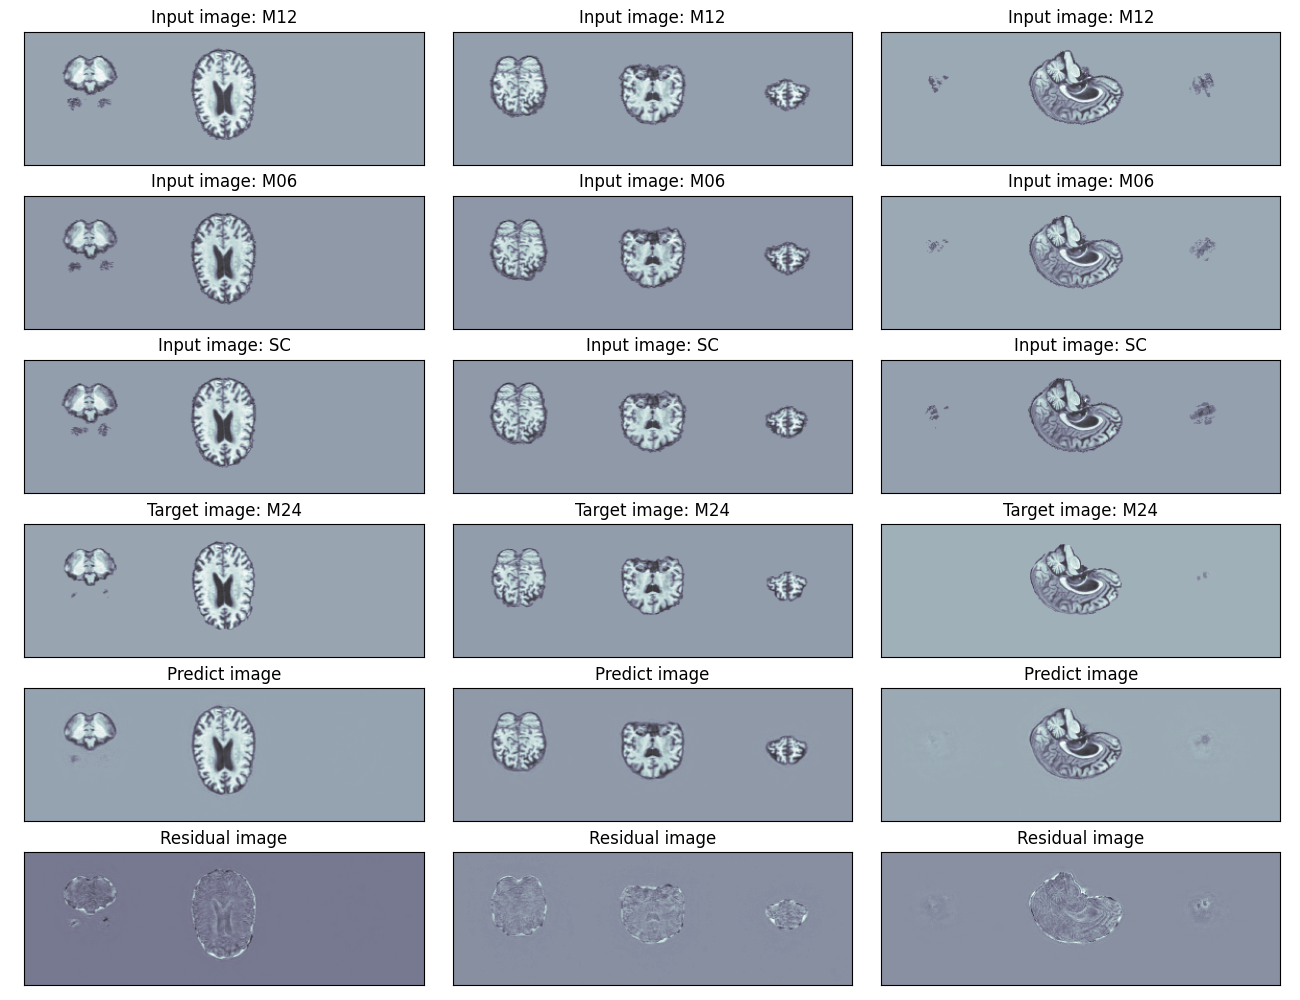 Input image: M12 Input image: M12 Input image: M12
Input image: M06 Input image: M06 Input image: M06
Input image: SC Input image: SC Input image: SC
Target image: M24 Target image: M24 Target image: M24
Predict image Predict image Predict image
Residual image Residual image Residual image